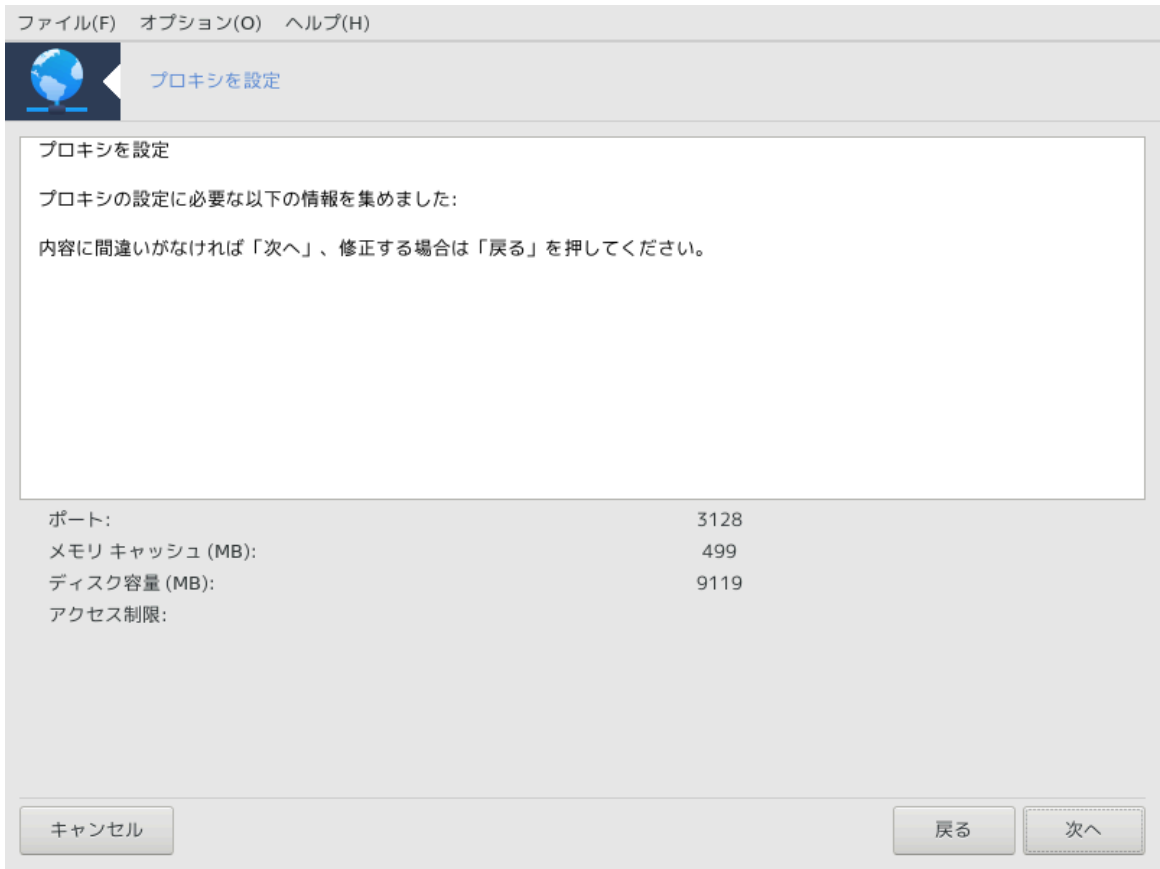 ファイル(F) オプション(O) ヘルプ(H)
プロキシを設定
プロキシを設定
プロキシの設定に必要な以下の情報を集めました:
内容に間違いがなければ「次へ」、修正する場合は「戻る」を押してください。
ポート: 3128
メモリ キャッシュ (MB): 499
ディスク容量 (MB): 9119
アクセス制限:
キャンセル 戻る 次へ